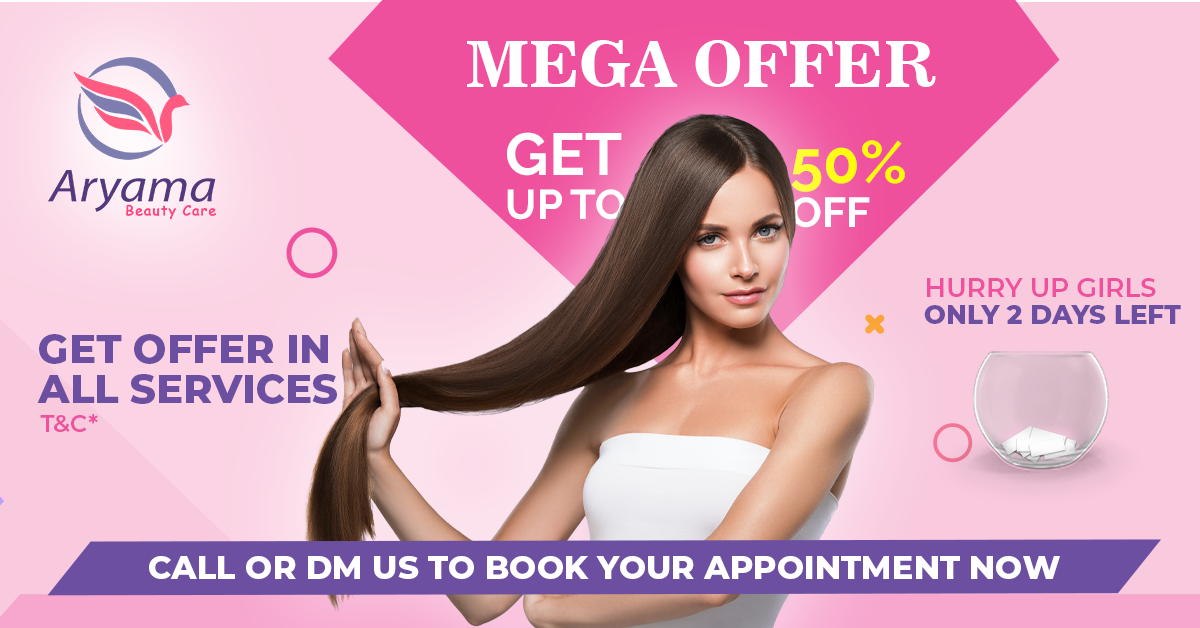 Aryama
Beauty Care
MEGA OFFER
GET 50%
UP TO OFF
GET OFFER IN
ALL SERVICES
T&C*
HURRY UP GIRLS
ONLY 2 DAYS LEFT
CALL OR DM US TO BOOK YOUR APPOINTMENT NOW